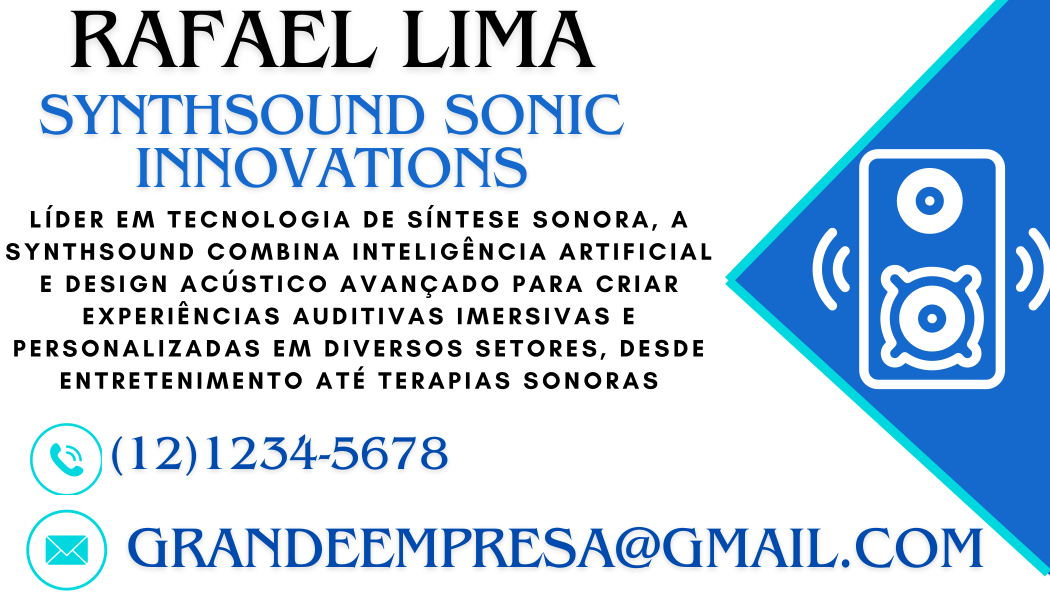 RAFAEL LIMA
SYNTHSOUND SONIC
INNOVATIONS
LÍDER EM TECNOLOGIA DE SÍNTESE SONORA, A
SYNTHSOUND COMBINA INTELIGÊNCIA ARTIFICIAL
E DESIGN ACÚSTICO AVANÇADO PARA CRIAR
EXPERIÊNCIAS AUDITIVAS IMERSIVAS E
PERSONALIZADAS EM DIVERSOS SETORES, DESDE
ENTRETENIMENTO ATÉ TERAPIAS SONORAS
(12)1234-5678
GRANDEEMPRESA@GMAIL.COM